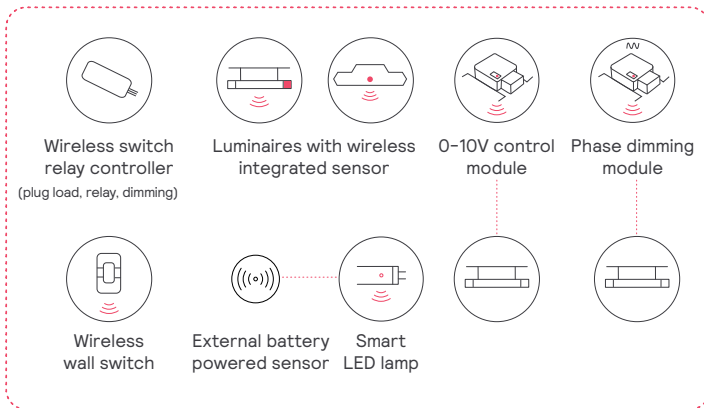 Wireless switch
relay controller
(plug load, relay, dimming)
Luminaires with wireless
integrated sensor
0-10V control
module
Phase dimming
module
Wireless
wall switch
External battery
powered sensor
Smart
LED lamp